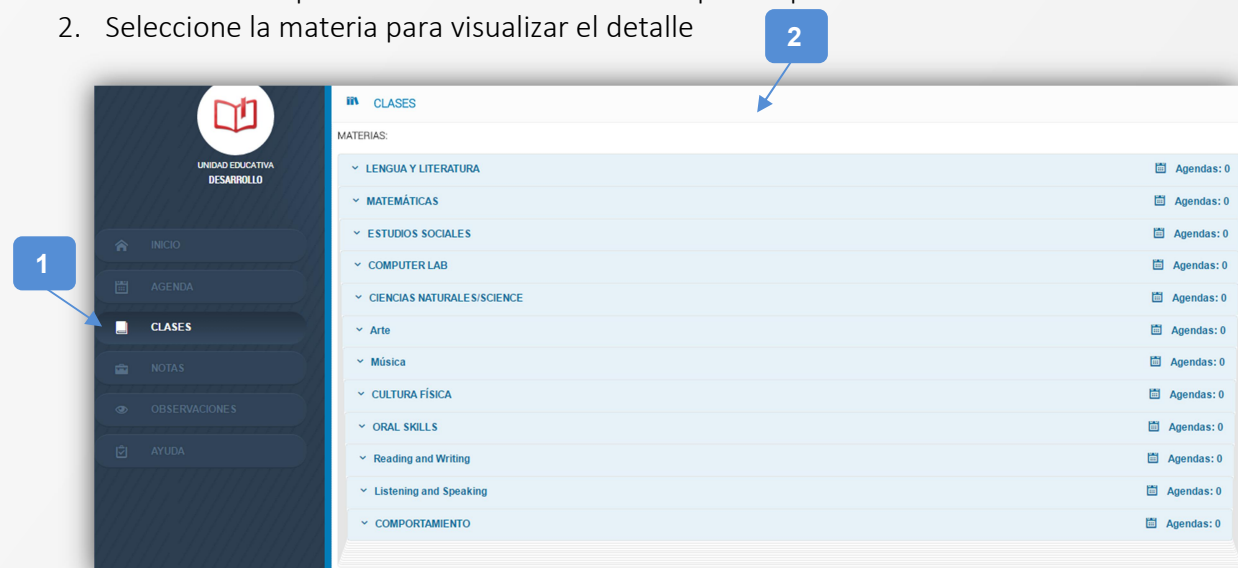 2. Seleccione la materia para visualizar el detalle
2
UNIDAD EDUCATIVA
DESARROLLO
1
INICIO
AGENDA
CLASES
NOTAS
OBSERVACIONES
AYUDA
CLASES
MATERIAS:
LENGUA Y LITERATURA Agendas: 0
MATEMÁTICAS Agendas: 0
ESTUDIOS SOCIALES Agendas: 0
COMPUTER LAB Agendas: 0
CIENCIAS NATURALES/SCIENCE Agendas: 0
Arte Agendas: 0
Música Agendas: 0
CULTURA FÍSICA Agendas: 0
ORAL SKILLS Agendas: 0
Reading and Writing Agendas: 0
Listening and Speaking Agendas: 0
COMPORTAMIENTO Agendas: 0